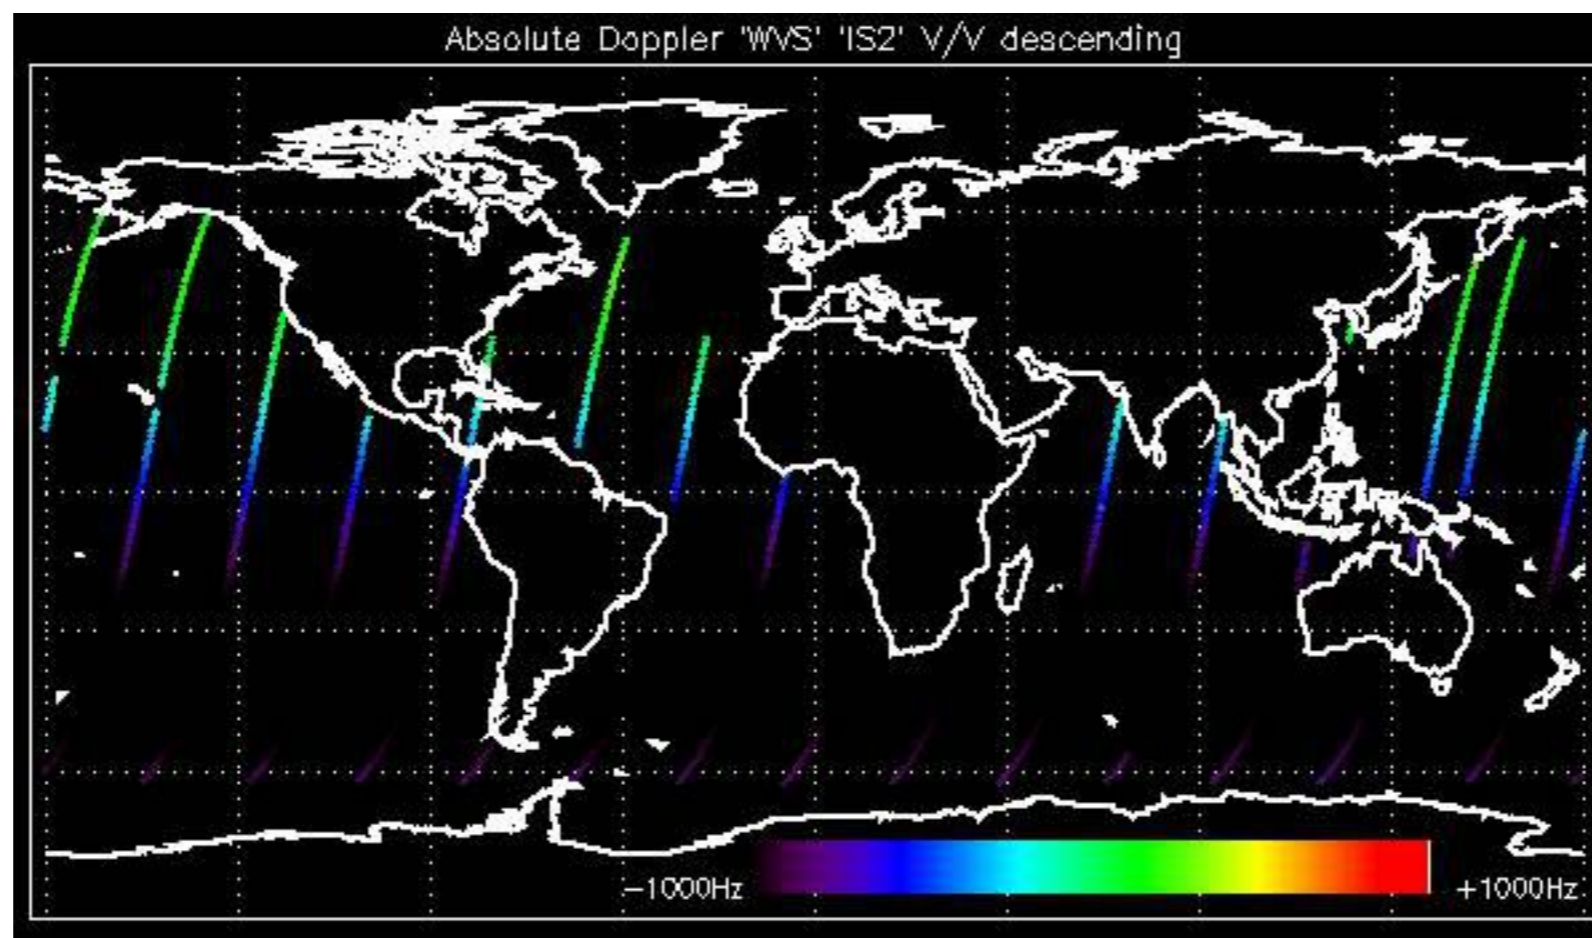 Absolute Doppler 'WVS' 'IS2' V/V descending
-1000Hz
+1000Hz